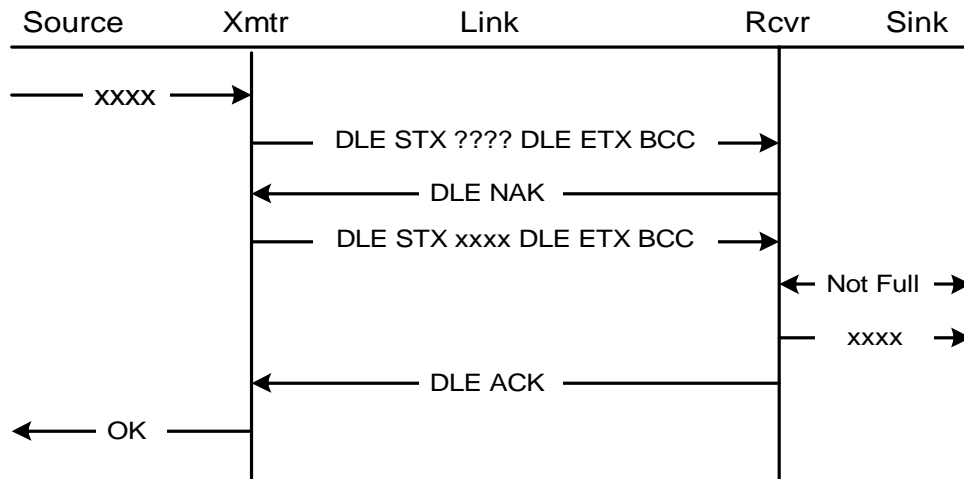 Source Xmtr Link Rcvr Sink
xxxx
DLE STX ???? DLE ETX BCC
DLE NAK
DLE STX xxxx DLE ETX BCC
Not Full
xxxx
DLE ACK
OK